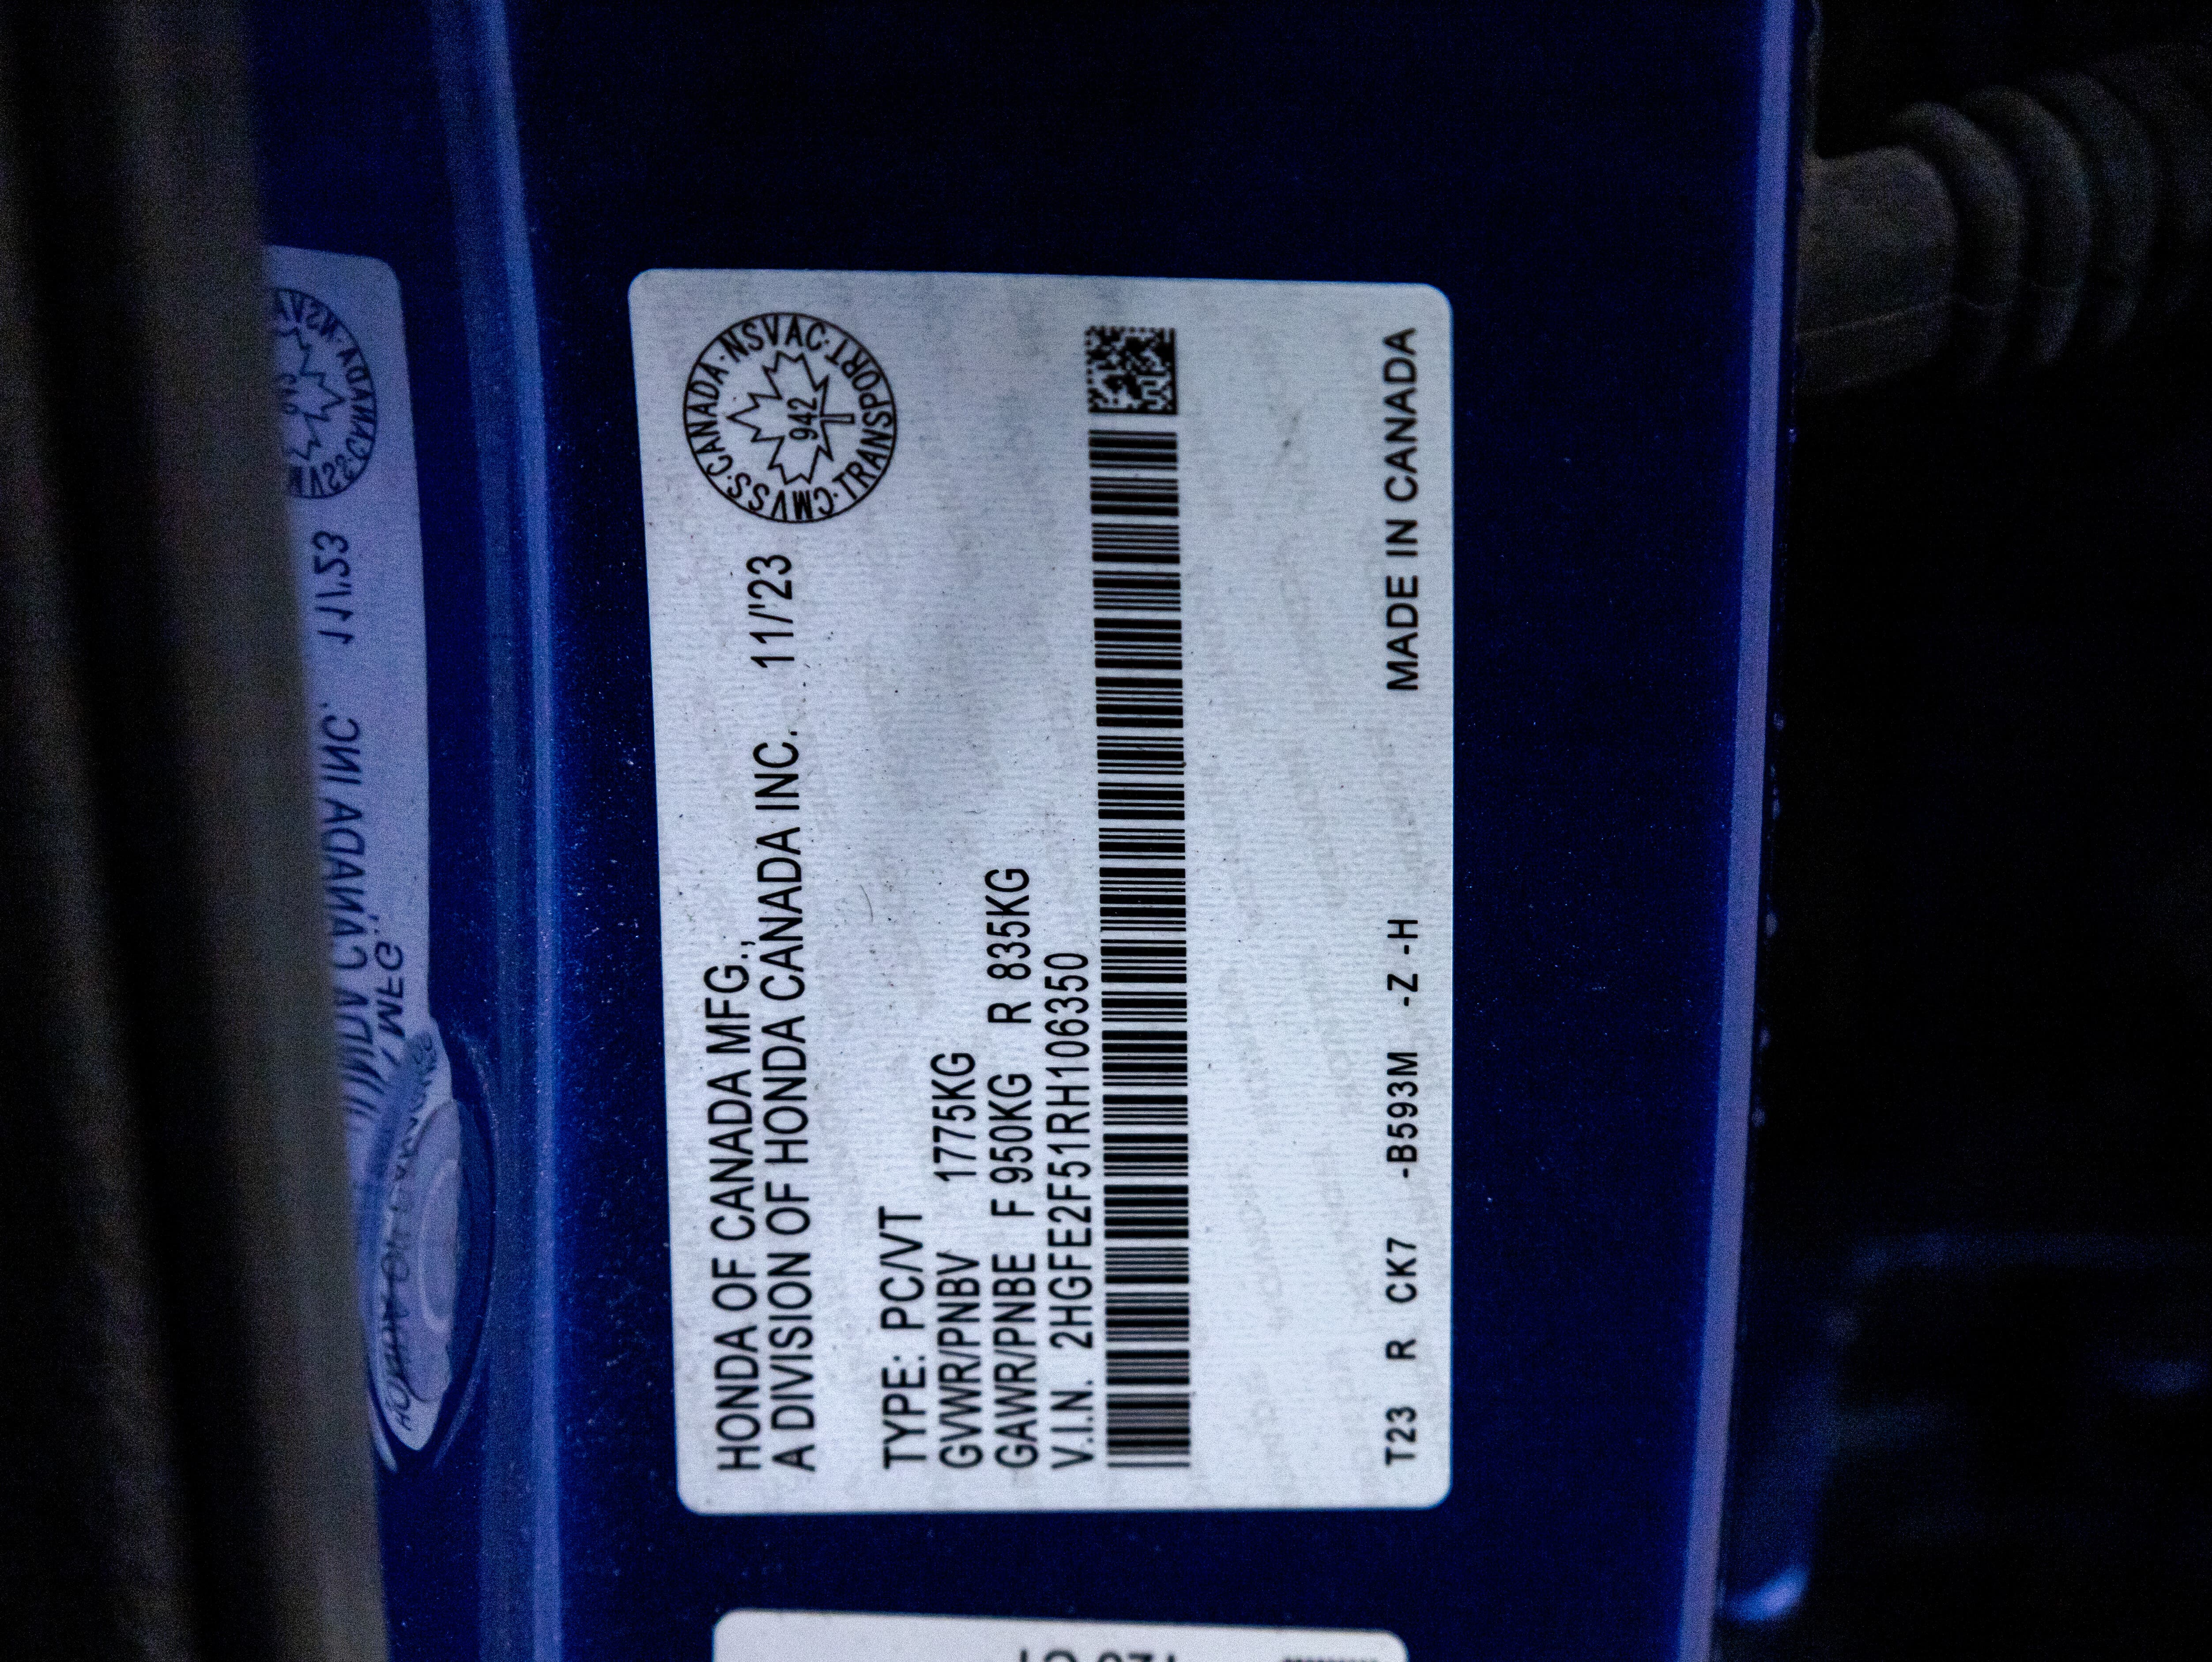 HONDA OF CANADA MFG.,
A DIVISION OF HONDA CANADA INC. 11/'23
CMVSS·CANADA·NSVAC·TRANSPORT·
942
TYPE: PC/VT
GVWR/PNBV 1775KG
GAWR/PNBE F 950KG R 835KG
V.I.N. 2HGFE2F51RH106350
T23 R CK7 -B593M -Z -H MADE IN CANADA